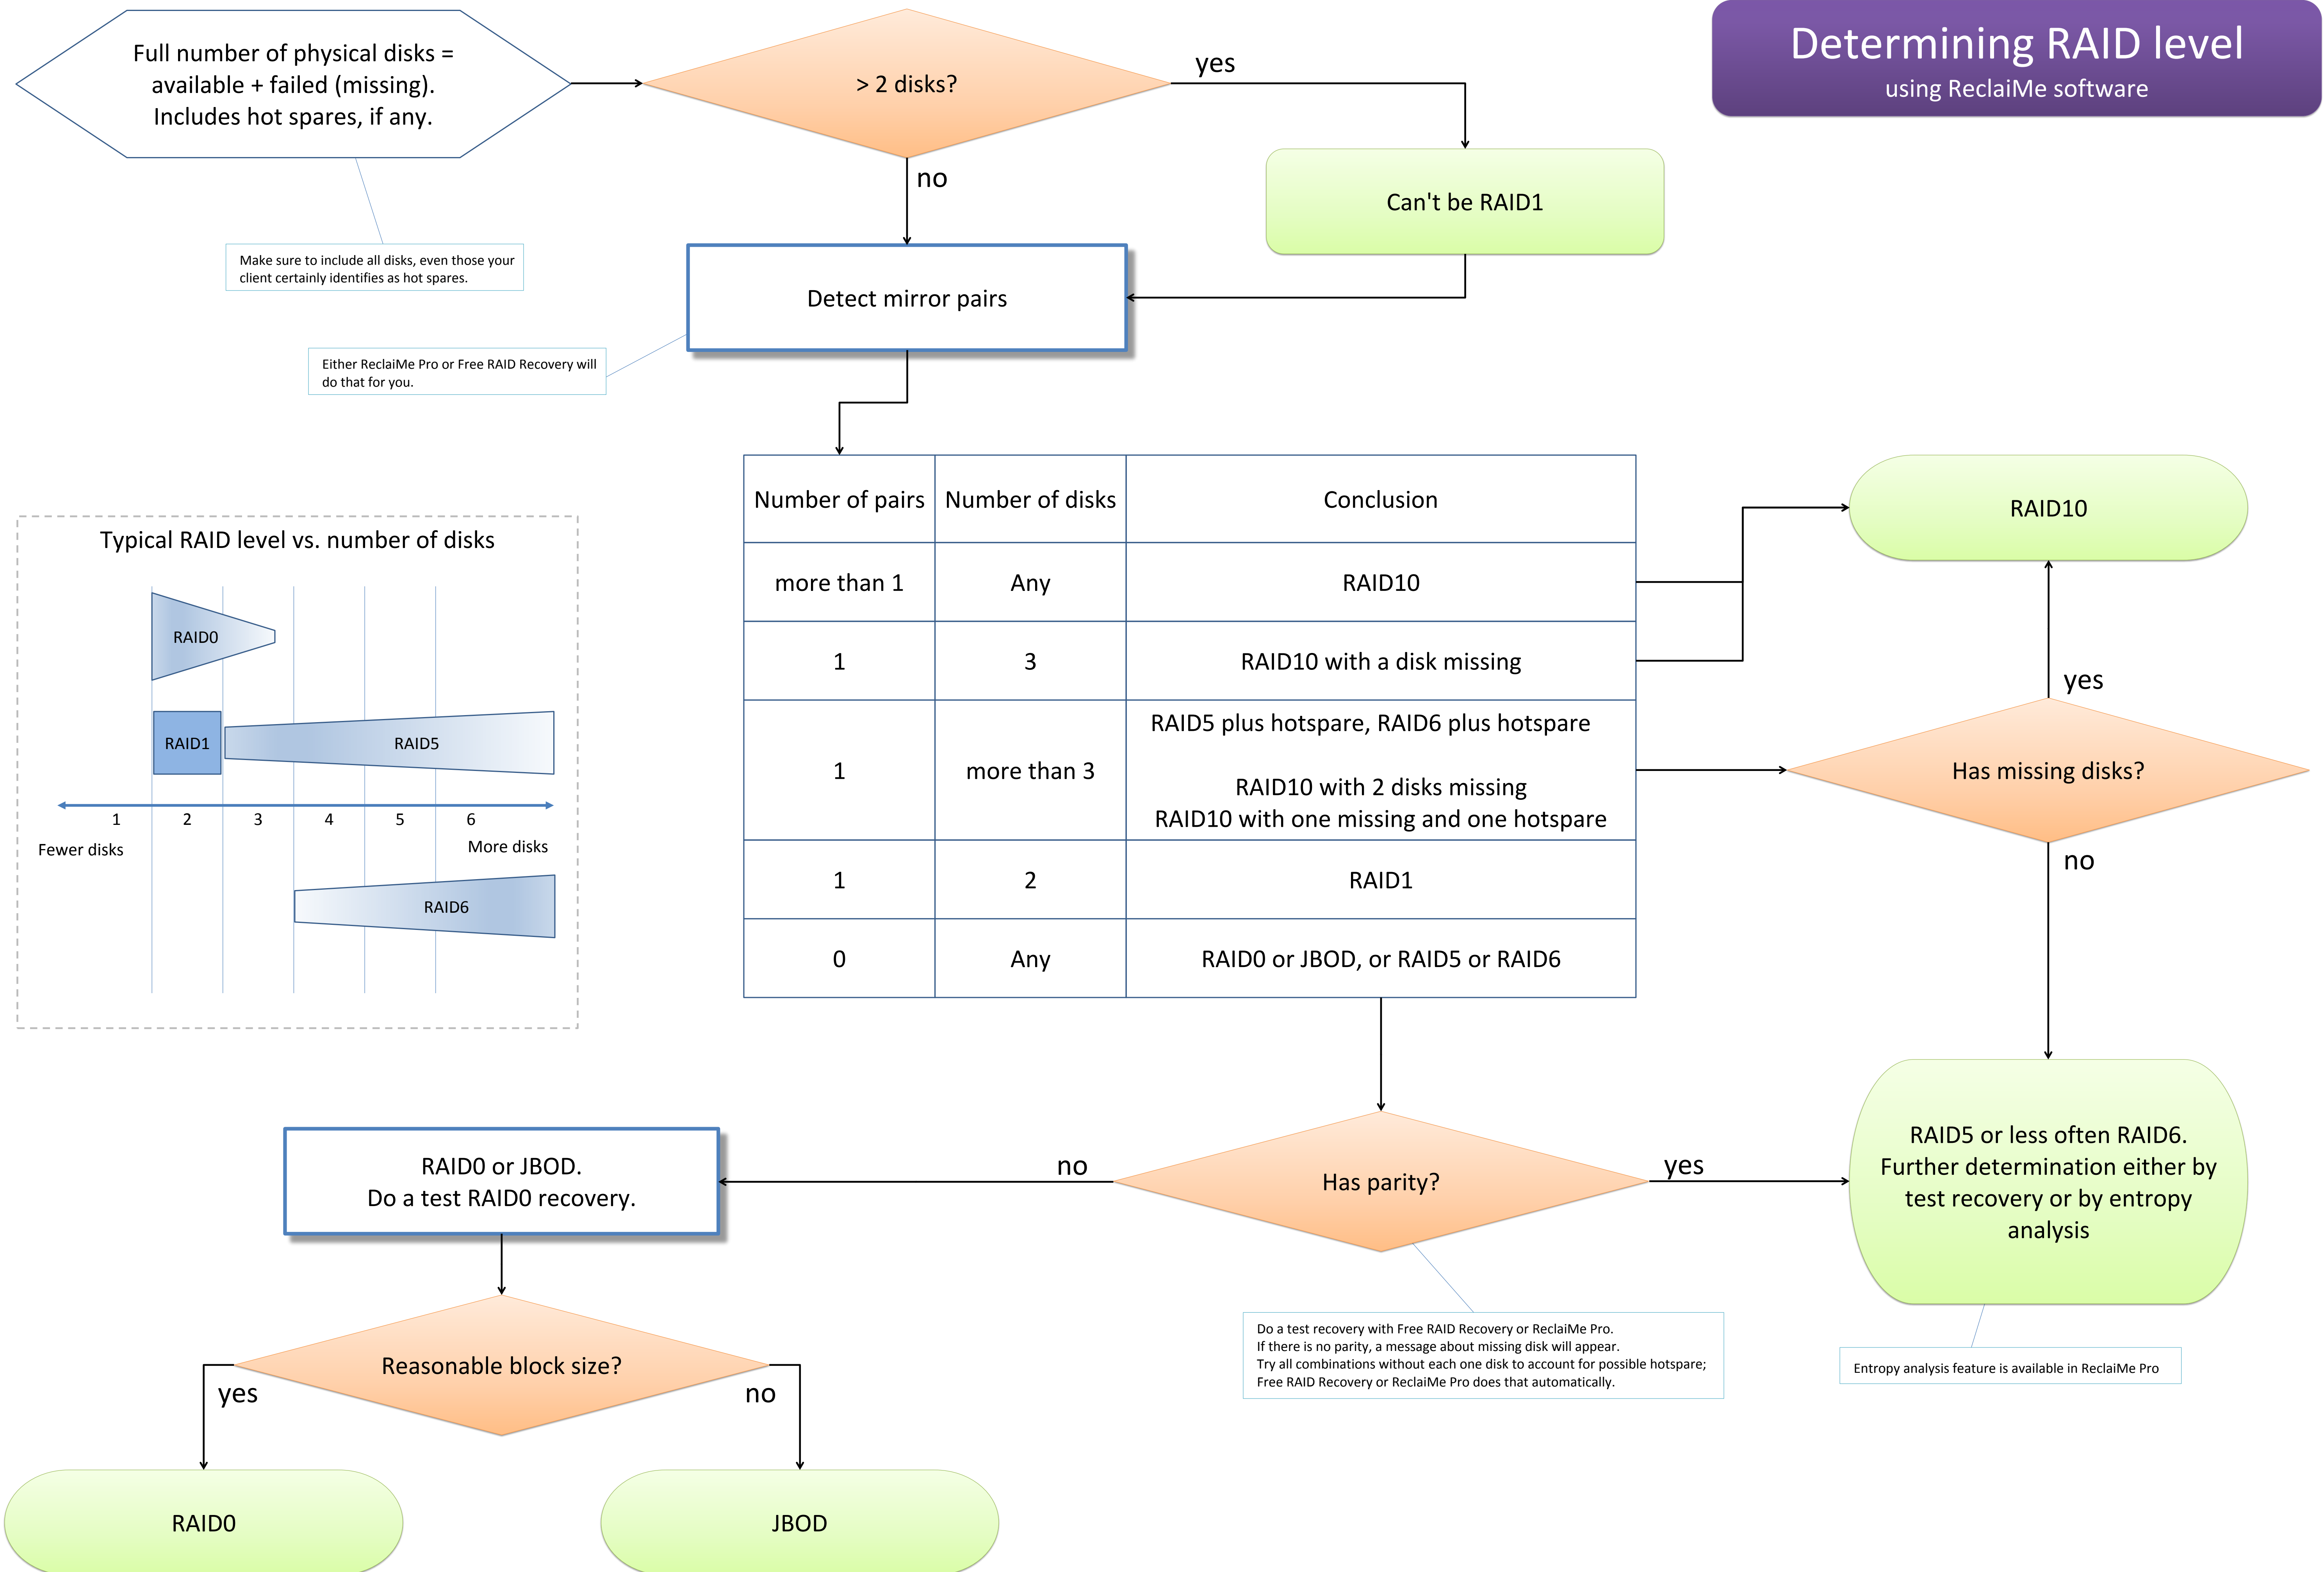 Determining RAID level
using ReclaiMe software
Full number of physical disks =
available + failed (missing).
Includes hot spares, if any.
> 2 disks?
yes
no
Can't be RAID1
Make sure to include all disks, even those your
client certainly identifies as hot spares.
Detect mirror pairs
Either ReclaiMe Pro or Free RAID Recovery will
do that for you.
Number of pairs Number of disks Conclusion
more than 1 Any RAID10
1 3 RAID10 with a disk missing
1 more than 3 RAID5 plus hotspare, RAID6 plus hotspare
RAID10 with 2 disks missing
RAID10 with one missing and one hotspare
1 2 RAID1
0 Any RAID0 or JBOD, or RAID5 or RAID6
RAID10
yes
Has missing disks?
no
Typical RAID level vs. number of disks
RAID0
RAID1 RAID5
1 2 3 4 5 6
Fewer disks More disks
RAID6
RAID0 or JBOD.
Do a test RAID0 recovery.
no
Has parity?
yes
RAID5 or less often RAID6.
Further determination either by
test recovery or by entropy
analysis
Do a test recovery with Free RAID Recovery or ReclaiMe Pro.
If there is no parity, a message about missing disk will appear.
Try all combinations without each one disk to account for possible hotspare;
Free RAID Recovery or ReclaiMe Pro does that automatically.
Entropy analysis feature is available in ReclaiMe Pro
Reasonable block size?
yes
no
RAID0
JBOD